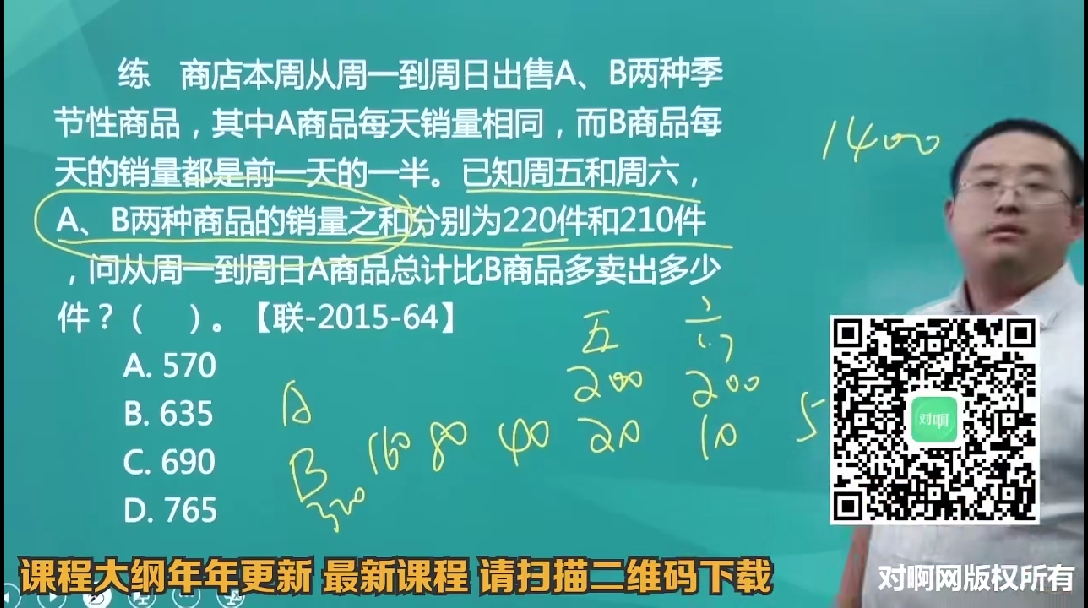 练 商店本周从周一到周日出售A、B两种季
节性商品，其中A商品每天销量相同，而B商品每
天的销量都是前一天的一半。已知周五和周六，
A、B两种商品的销量之和分别为220件和210件
，问从周一到周日A商品总计比B商品多卖出多少
件？（ ）。【联-2015-64】
A. 570
B. 635
C. 690
D. 765
1400
五 六
A 200 200
B 320 160 80 40 20 10 5
对啊
课程大纲年年更新 最新课程 请扫描二维码下载
对啊网版权所有